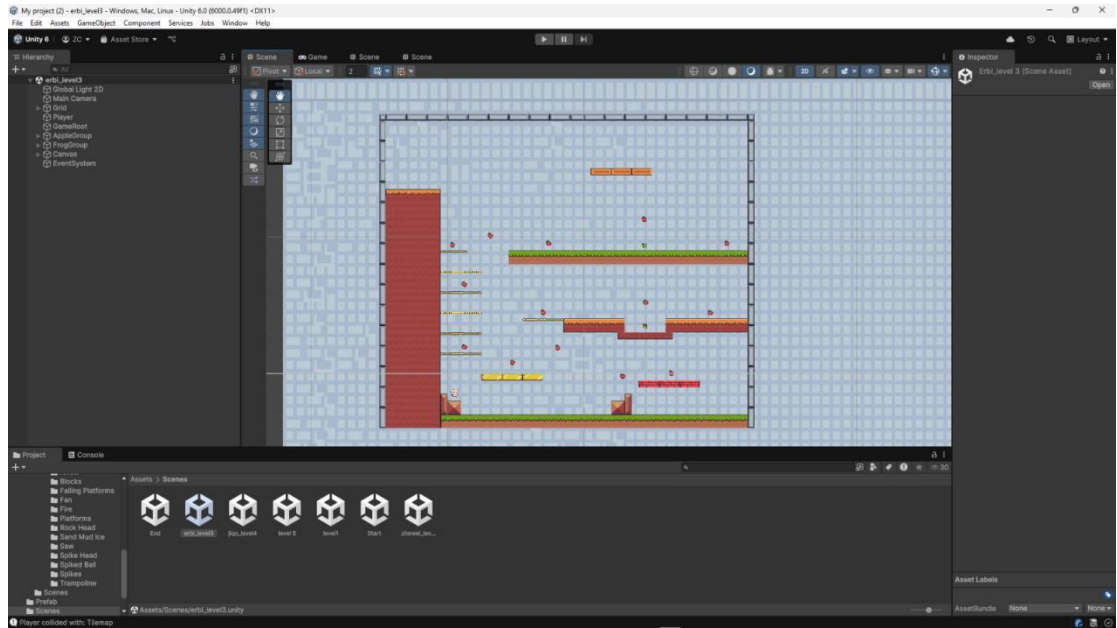 My project (2) - erbi_level3 - Windows, Mac, Linux - Unity 6.0 (6000.0.49f1) <DX11>
File Edit Assets GameObject Component Services Jobs Window Help
Unity 6 ZC Asset Store Layout
Hierarchy
Scene Game Scene Scene
Inspector
All
Pivot Local 2 2D
erbi_level3
Global Light 2D
Main Camera
Grid
Player
GameRoot
AppleGroup
FrogGroup
Canvas
EventSystem
Erbi_level 3 (Scene Asset)
Open
Project Console
30
Blocks
Falling Platforms
Fan
Fire
Platforms
Rock Head
Sand Mud Ice
Saw
Spike Head
Spiked Ball
Spikes
Trampoline
Scenes
Prefab
Scenes
Assets > Scenes
End erbi_level3 jiqu_level4 level 5 level1 Start zhewei_lev...
Assets/Scenes/erbi_level3.unity
Asset Labels
AssetBundle None None
Player collided with: Tilemap